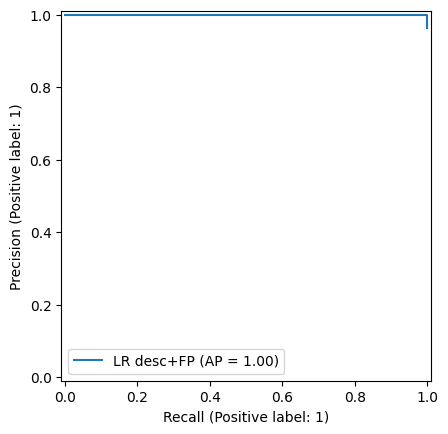 1.0
0.8
0.6
0.4
0.2
0.0
Precision (Positive label: 1)
LR desc+FP (AP = 1.00)
0.0 0.2 0.4 0.6 0.8 1.0
Recall (Positive label: 1)